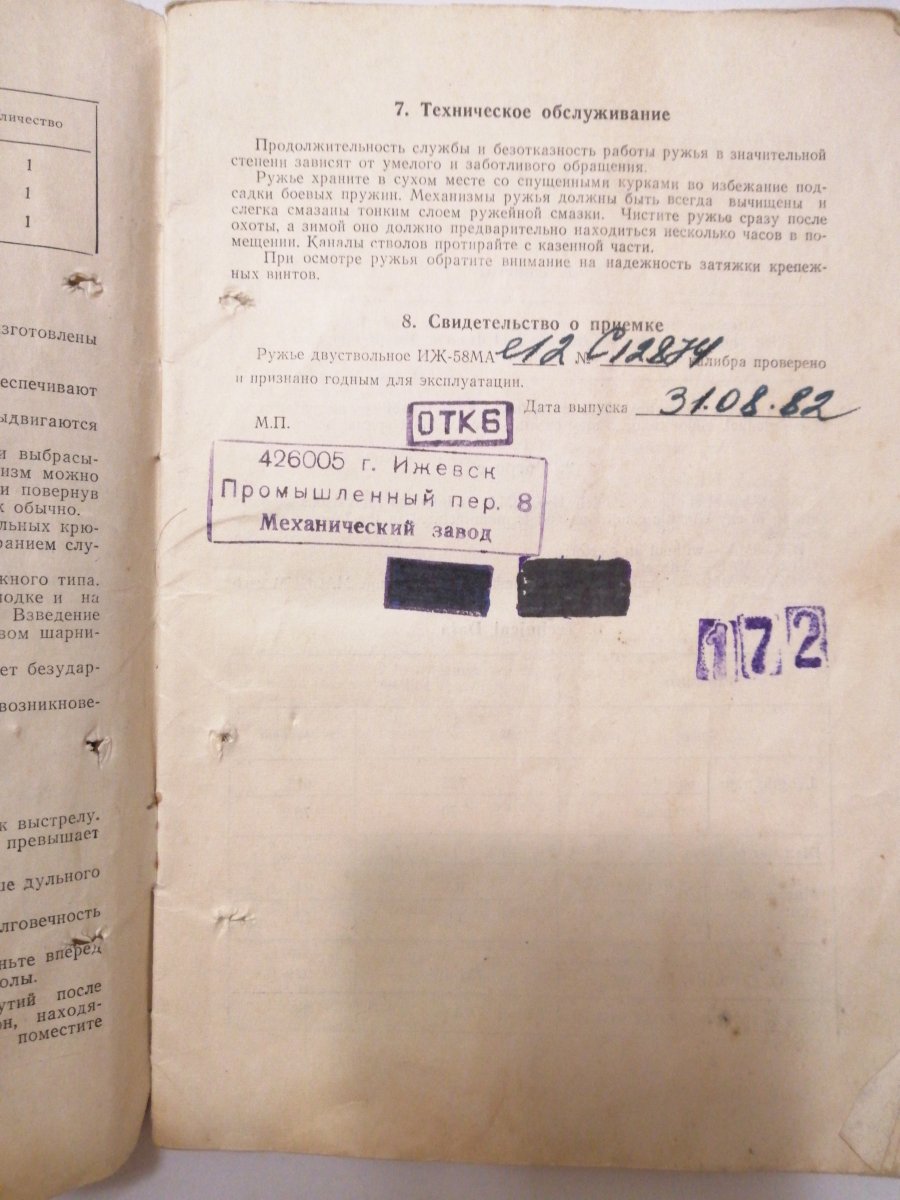 личество
1
1
1
зготовлены
еспечивают
ыдвигаются
и выбрасы-
изм можно
и повернув
к обычно.
льных крю-
ранием слу-
жного типа.
лодке и на
Взведение
вом шарни-
ет безудар-
возникнове-
к выстрелу.
превышает
ше дульного
лговечность
ньте вперед
олы.
утий после
он, находя-
поместите
7. Техническое обслуживание
Продолжительность службы и безотказность работы ружья в значительной
степени зависят от умелого и заботливого обращения.
Ружье храните в сухом месте со спущенными курками во избежание под-
садки боевых пружин. Механизмы ружья должны быть всегда вычищены и
слегка смазаны тонким слоем ружейной смазки. Чистите ружье сразу после
охоты, а зимой оно должно предварительно находиться несколько часов в по-
мещении. Каналы стволов протирайте с казенной части.
При осмотре ружья обратите внимание на надежность затяжки крепеж-
ных винтов.
8. Свидетельство о приемке
Ружье двуствольное ИЖ-58МА е12 № С12874 калибра проверено
и признано годным для эксплуатации.
Дата выпуска 31.08.82
М.П.
ОТК6
426005 г. Ижевск
Промышленный пер. 8
Механический завод
172